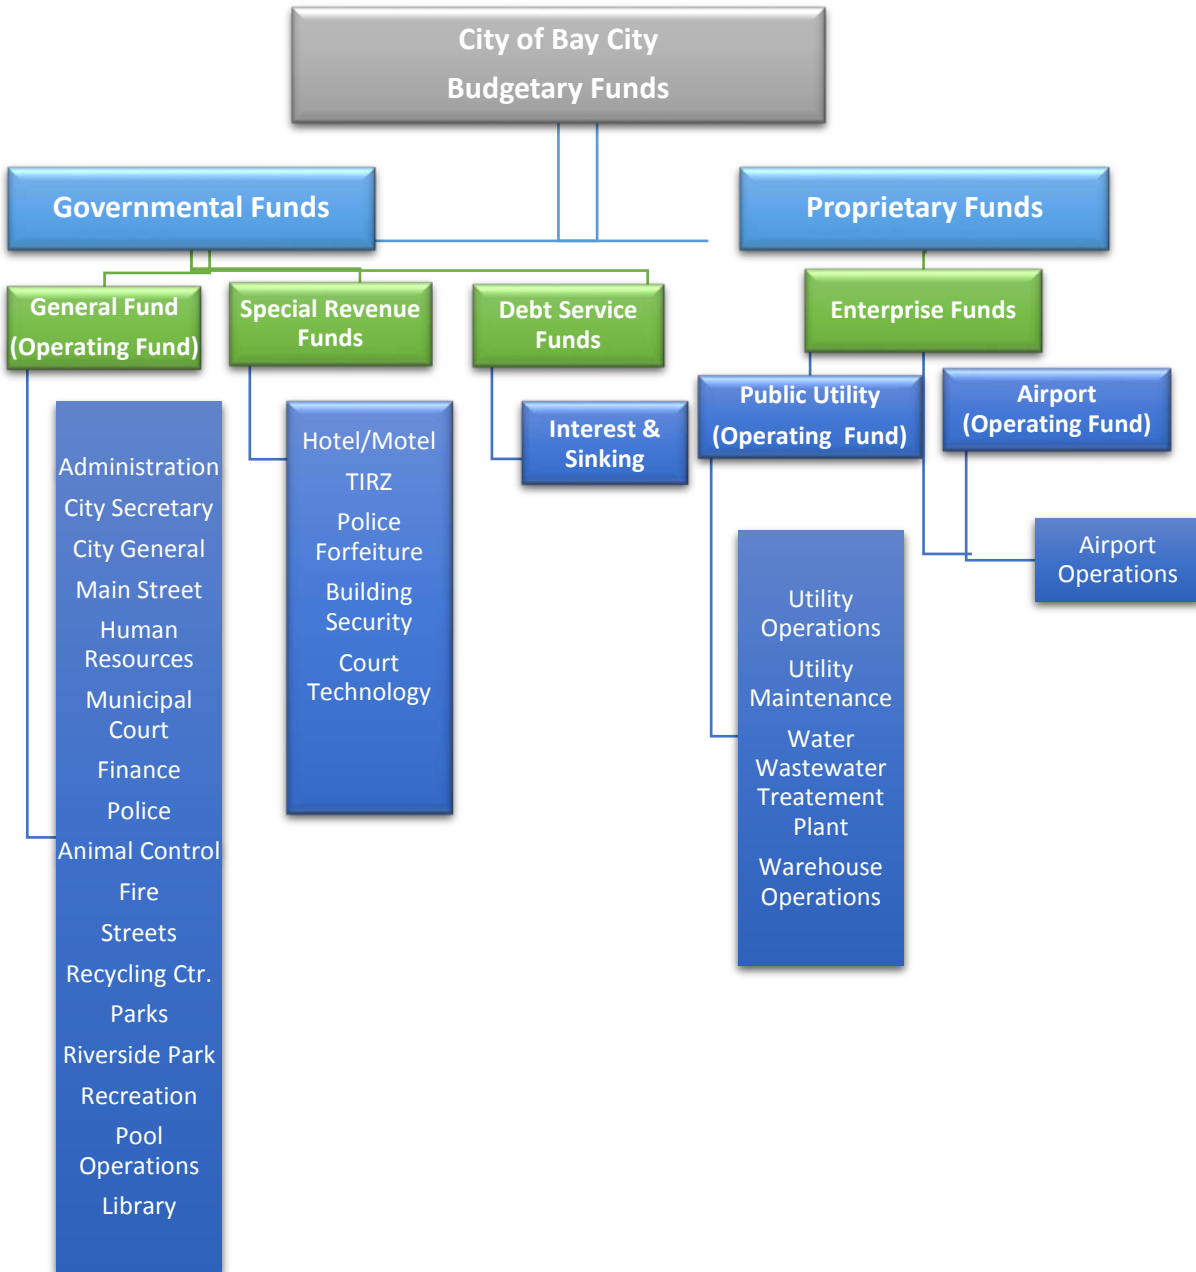 City of Bay City
Budgetary Funds
Governmental Funds
Proprietary Funds
General Fund
(Operating Fund)
Special Revenue
Funds
Debt Service
Funds
Enterprise Funds
Public Utility
(Operating Fund)
Airport
(Operating Fund)
Interest &
Sinking
Administration
City Secretary
City General
Main Street
Human
Resources
Municipal
Court
Finance
Police
Animal Control
Fire
Streets
Recycling Ctr.
Parks
Riverside Park
Recreation
Pool
Operations
Library
Hotel/Motel
TIRZ
Police
Forfeiture
Building
Security
Court
Technology
Utility
Operations
Utility
Maintenance
Water
Wastewater
Treatement
Plant
Warehouse
Operations
Airport
Operations